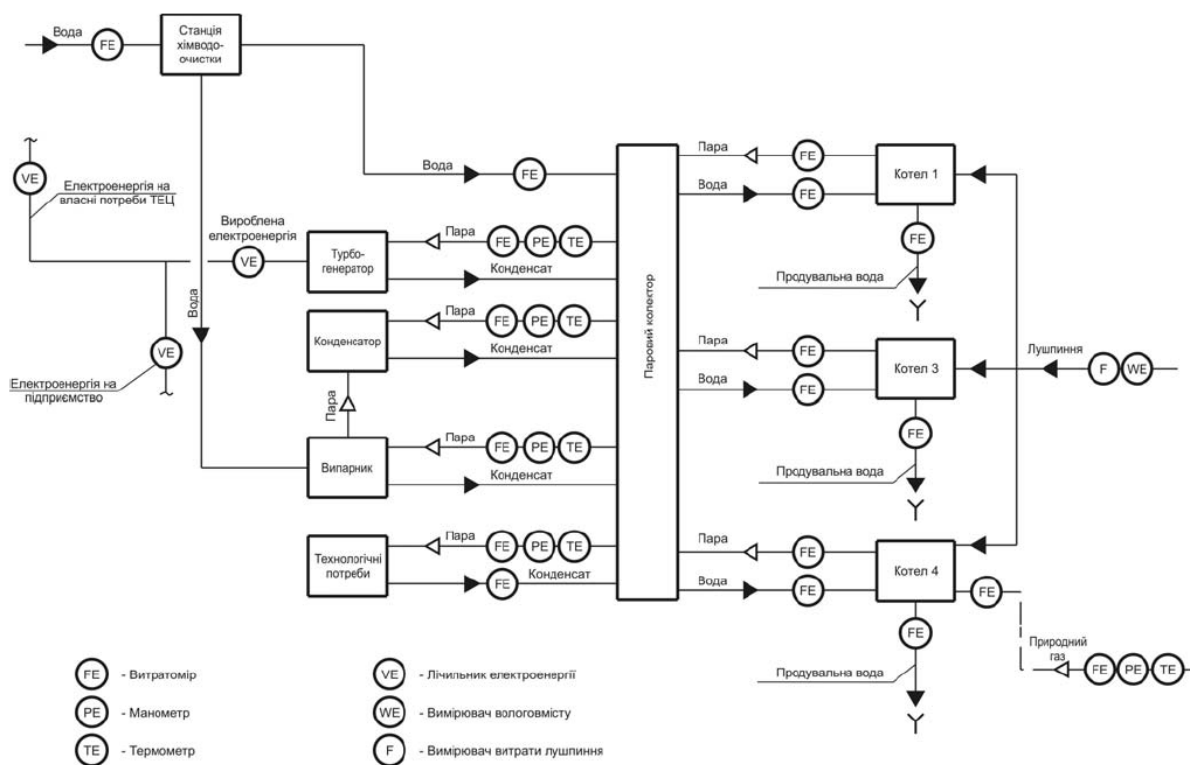 Вода
FE
Станція
хімводо-
очистки
VE
Електроенергія на
власні потреби ТЕЦ
Вироблена
електроенергія
VE
Вода
VE
Електроенергія на
підприємство
Вода
FE
Турбо-
генератор
Пара
FE
PE
TE
Конденсат
Конденсатор
Пара
FE
PE
TE
Конденсат
Пара
Випарник
Пара
FE
PE
TE
Конденсат
Технологічні
потреби
Пара
FE
PE
TE
FE
Конденсат
Паровий колектор
Пара
FE
Вода
FE
Котел 1
FE
Продувальна вода
Пара
FE
Вода
FE
Котел 3
FE
Продувальна вода
Лушпиння
F
WE
Пара
FE
Вода
FE
Котел 4
FE
FE
Продувальна вода
Природний
газ
FE
PE
TE
FE - Витратомір
PE - Манометр
TE - Термометр
VE - Лічильник електроенергії
WE - Вимірювач вологовмісту
F - Вимірювач витрати лушпиння